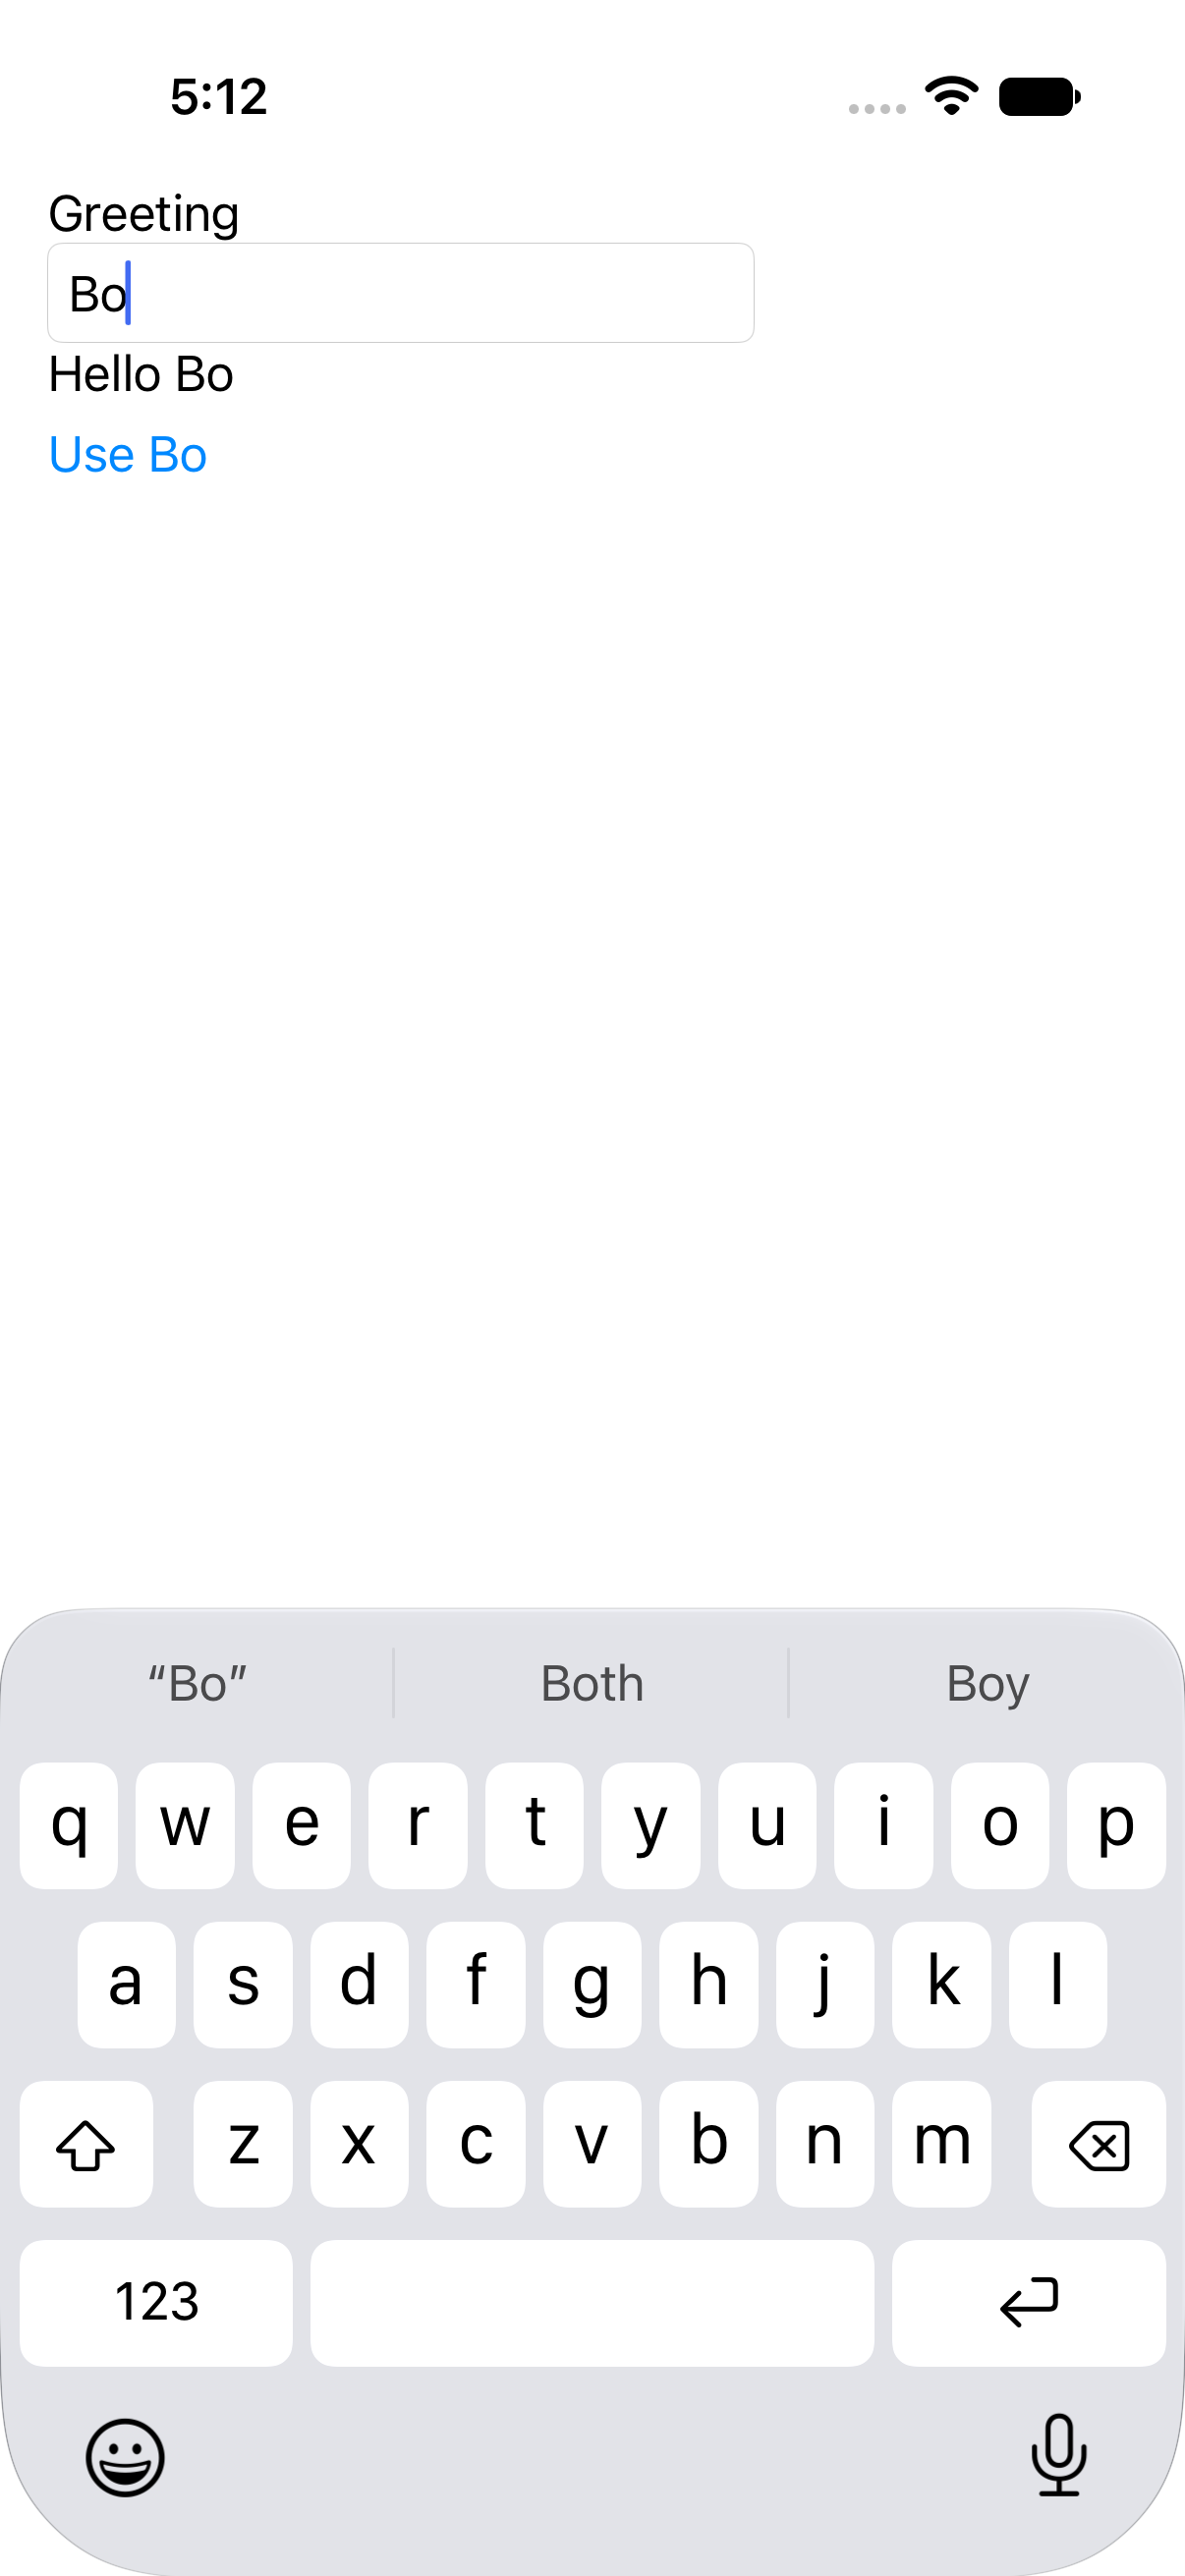 5:12
Greeting
Bo
Hello Bo
Use Bo
“Bo” Both Boy
q w e r t y u i o p
a s d f g h j k l
z x c v b n m
123